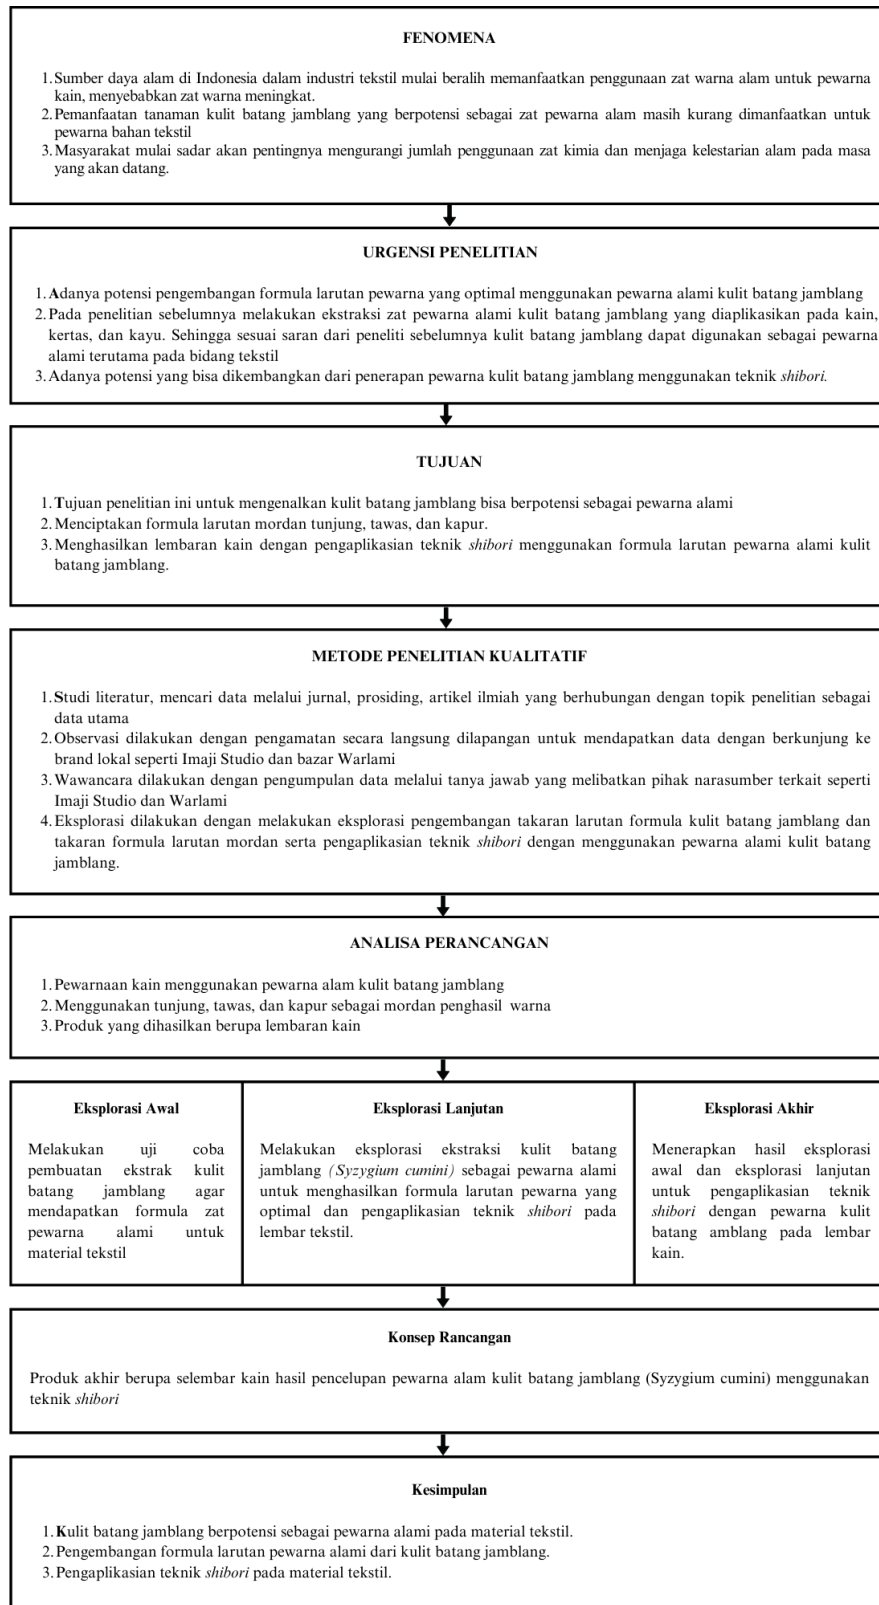 FENOMENA
1. Sumber daya alam di Indonesia dalam industri tekstil mulai beralih memanfaatkan penggunaan zat warna alam untuk pewarna
kain, menyebabkan zat warna meningkat.
2. Pemanfaatan tanaman kulit batang jamblang yang berpotensi sebagai zat pewarna alam masih kurang dimanfaatkan untuk
pewarna bahan tekstil
3. Masyarakat mulai sadar akan pentingnya mengurangi jumlah penggunaan zat kimia dan menjaga kelestarian alam pada masa
yang akan datang.
URGENSI PENELITIAN
1. Adanya potensi pengembangan formula larutan pewarna yang optimal menggunakan pewarna alami kulit batang jamblang
2. Pada penelitian sebelumnya melakukan ekstraksi zat pewarna alami kulit batang jamblang yang diaplikasikan pada kain,
kertas, dan kayu. Sehingga sesuai saran dari peneliti sebelumnya kulit batang jamblang dapat digunakan sebagai pewarna
alami terutama pada bidang tekstil
3. Adanya potensi yang bisa dikembangkan dari penerapan pewarna kulit batang jamblang menggunakan teknik shibori.
TUJUAN
1. Tujuan penelitian ini untuk mengenalkan kulit batang jamblang bisa berpotensi sebagai pewarna alami
2. Menciptakan formula larutan mordan tunjung, tawas, dan kapur.
3. Menghasilkan lembaran kain dengan pengaplikasian teknik shibori menggunakan formula larutan pewarna alami kulit
batang jamblang.
METODE PENELITIAN KUALITATIF
1. Studi literatur, mencari data melalui jurnal, prosiding, artikel ilmiah yang berhubungan dengan topik penelitian sebagai
data utama
2. Observasi dilakukan dengan pengamatan secara langsung dilapangan untuk mendapatkan data dengan berkunjung ke
brand lokal seperti Imaji Studio dan bazar Warlami
3. Wawancara dilakukan dengan pengumpulan data melalui tanya jawab yang melibatkan pihak narasumber terkait seperti
Imaji Studio dan Warlami
4. Eksplorasi dilakukan dengan melakukan eksplorasi pengembangan takaran larutan formula kulit batang jamblang dan
takaran formula larutan mordan serta pengaplikasian teknik shibori dengan menggunakan pewarna alami kulit batang
jamblang.
ANALISA PERANCANGAN
1. Pewarnaan kain menggunakan pewarna alam kulit batang jamblang
2. Menggunakan tunjung, tawas, dan kapur sebagai mordan penghasil warna
3. Produk yang dihasilkan berupa lembaran kain
Eksplorasi Awal
Melakukan uji coba
pembuatan ekstrak kulit
batang jamblang agar
mendapatkan formula zat
pewarna alami untuk
material tekstil
Eksplorasi Lanjutan
Melakukan eksplorasi ekstraksi kulit batang
jamblang (Syzygium cumini) sebagai pewarna alami
untuk menghasilkan formula larutan pewarna yang
optimal dan pengaplikasian teknik shibori pada
lembar tekstil.
Eksplorasi Akhir
Menerapkan hasil eksplorasi
awal dan eksplorasi lanjutan
untuk pengaplikasian teknik
shibori dengan pewarna kulit
batang amblang pada lembar
kain.
Konsep Rancangan
Produk akhir berupa selembar kain hasil pencelupan pewarna alam kulit batang jamblang (Syzygium cumini) menggunakan
teknik shibori
Kesimpulan
1. Kulit batang jamblang berpotensi sebagai pewarna alami pada material tekstil.
2. Pengembangan formula larutan pewarna alami dari kulit batang jamblang.
3. Pengaplikasian teknik shibori pada material tekstil.